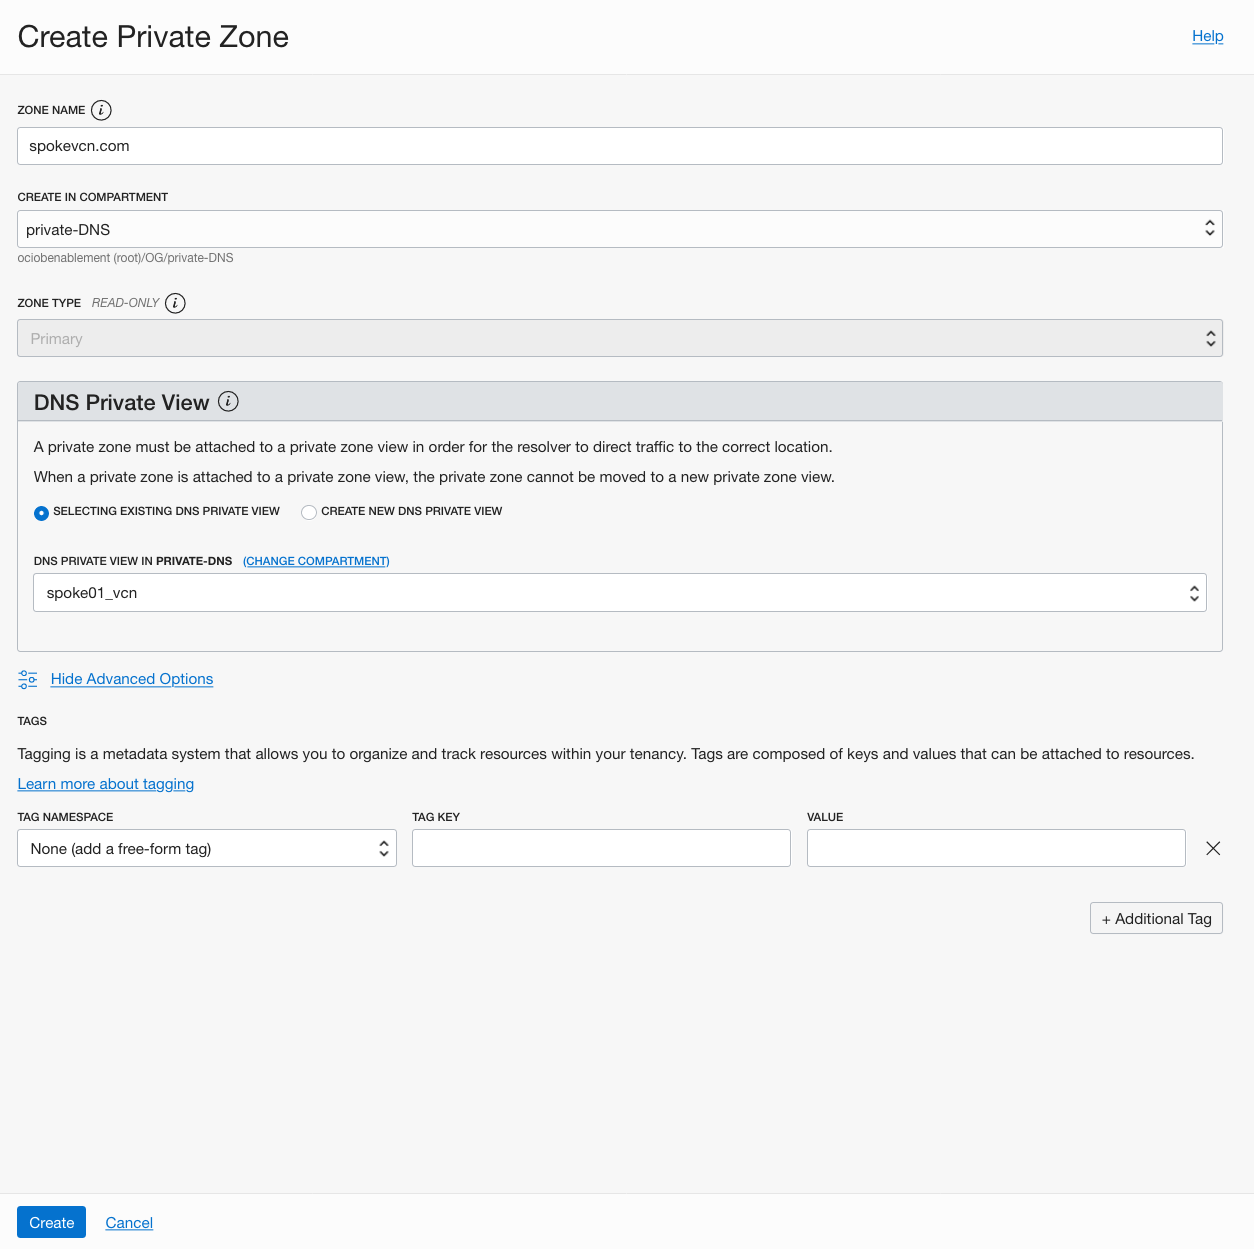 Create Private Zone
Help
ZONE NAME i
spokevcn.com
CREATE IN COMPARTMENT
private-DNS
ociobenablement (root)/OG/private-DNS
ZONE TYPE READ-ONLY i
Primary
DNS Private View i
A private zone must be attached to a private zone view in order for the resolver to direct traffic to the correct location.
When a private zone is attached to a private zone view, the private zone cannot be moved to a new private zone view.
SELECTING EXISTING DNS PRIVATE VIEW CREATE NEW DNS PRIVATE VIEW
DNS PRIVATE VIEW IN PRIVATE-DNS (CHANGE COMPARTMENT)
spoke01_vcn
Hide Advanced Options
TAGS
Tagging is a metadata system that allows you to organize and track resources within your tenancy. Tags are composed of keys and values that can be attached to resources.
Learn more about tagging
TAG NAMESPACE TAG KEY VALUE
None (add a free-form tag)
+ Additional Tag
Create Cancel